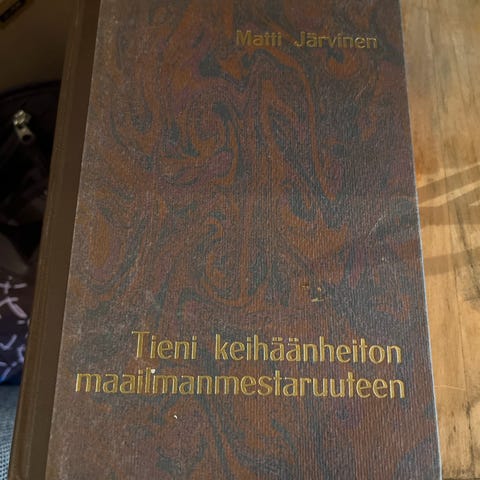 Matti Järvinen
Tieni keihäänheiton
maailmanmestaruuteen